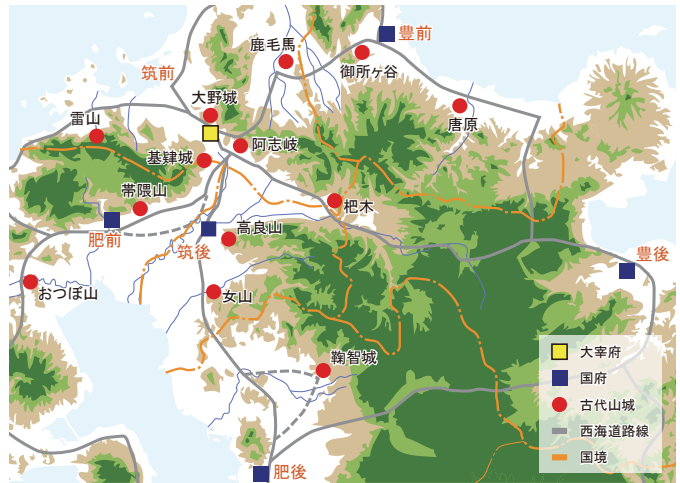 豊前
鹿毛馬
御所ヶ谷
筑前
大野城
唐原
雷山
阿志岐
基肄城
帯隈山
杷木
高良山
肥前
筑後
豊後
おつぼ山
女山
鞠智城
大宰府
国府
古代山城
西海道路線
国境
肥後